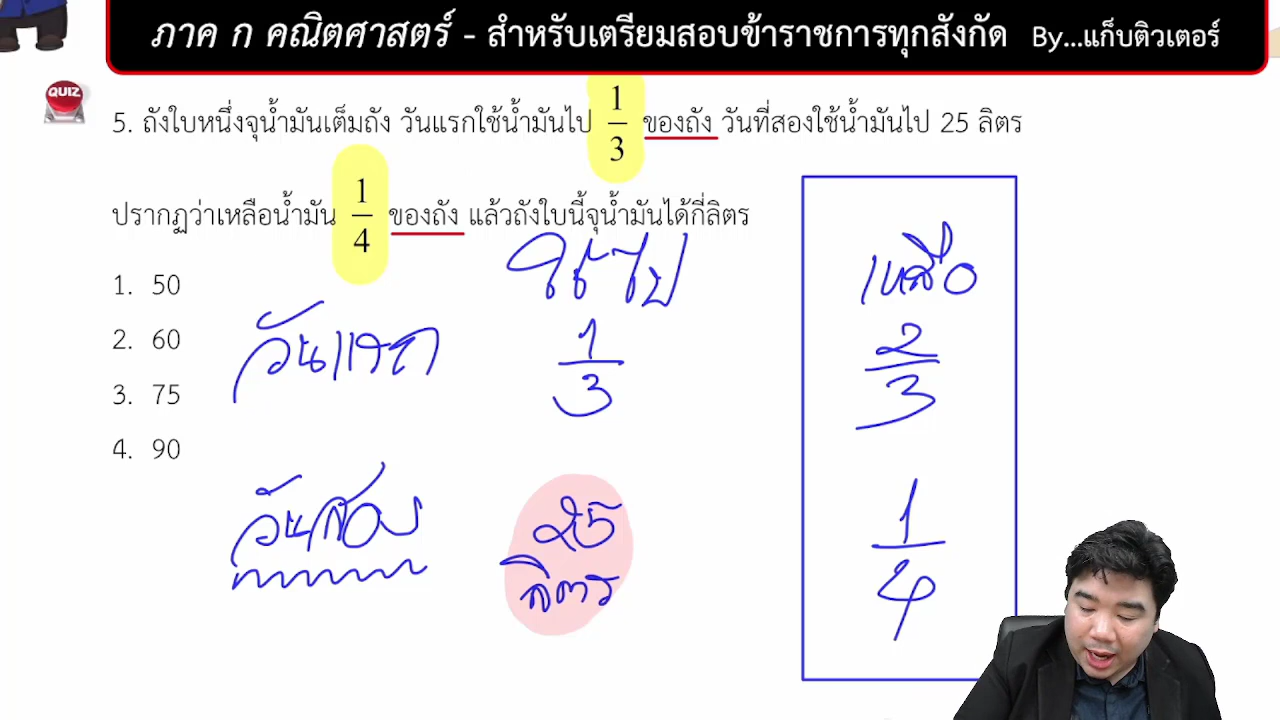 ภาค ก คณิตศาสตร์ - สำหรับเตรียมสอบข้าราชการทุกสังกัด By...แก็บติวเตอร์
QUIZ
5. ถังใบหนึ่งจุน้ำมันเต็มถัง วันแรกใช้น้ำมันไป 1/3 ของถัง วันที่สองใช้น้ำมันไป 25 ลิตร
ปรากฏว่าเหลือน้ำมัน 1/4 ของถัง แล้วถังใบนี้จุน้ำมันได้กี่ลิตร
1. 50
2. 60
3. 75
4. 90
ใช้ไป เหลือ
วันแรก 1/3 2/3
วันสอง 25 ลิตร 1/4